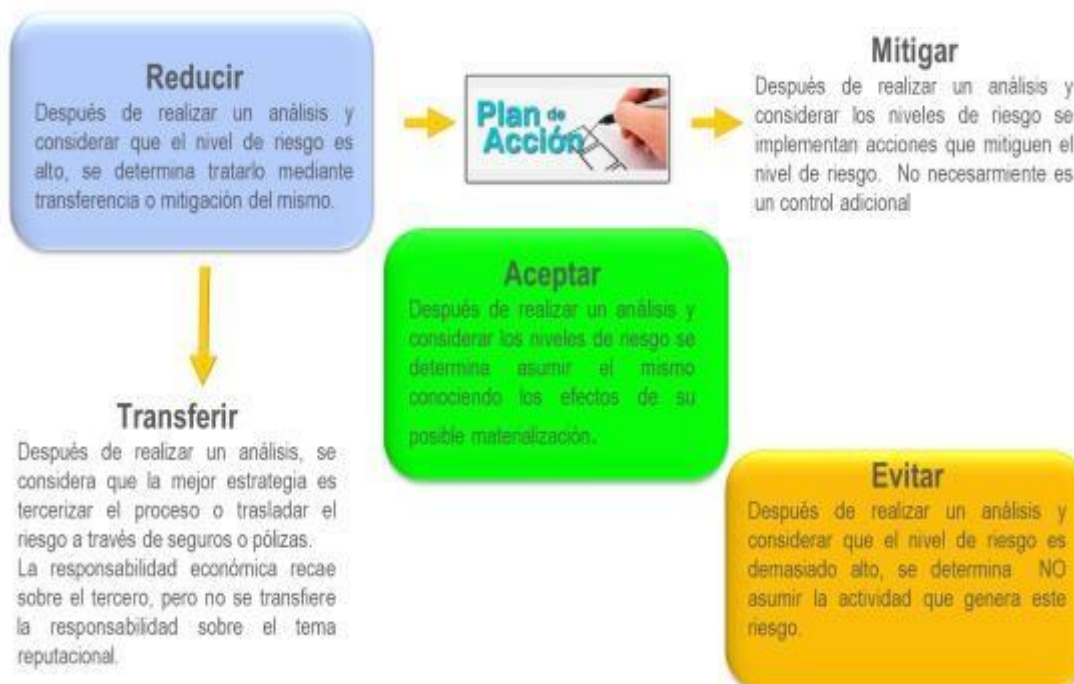 Reducir
Después de realizar un análisis y
considerar que el nivel de riesgo es
alto, se determina tratarlo mediante
transferencia o mitigación del mismo.
Plan de
Acción
Mitigar
Después de realizar un análisis y
considerar los niveles de riesgo se
implementan acciones que mitiguen el
nivel de riesgo. No necesarmiente es
un control adicional
Aceptar
Después de realizar un análisis y
considerar los niveles de riesgo se
determina asumir el mismo
conociendo los efectos de su
posible materialización.
Transferir
Después de realizar un análisis, se
considera que la mejor estrategia es
tercerizar el proceso o trasladar el
riesgo a través de seguros o pólizas.
La responsabilidad económica recae
sobre el tercero, pero no se transfiere
la responsabilidad sobre el tema
reputacional.
Evitar
Después de realizar un análisis y
considerar que el nivel de riesgo es
demasiado alto, se determina NO
asumir la actividad que genera este
riesgo.